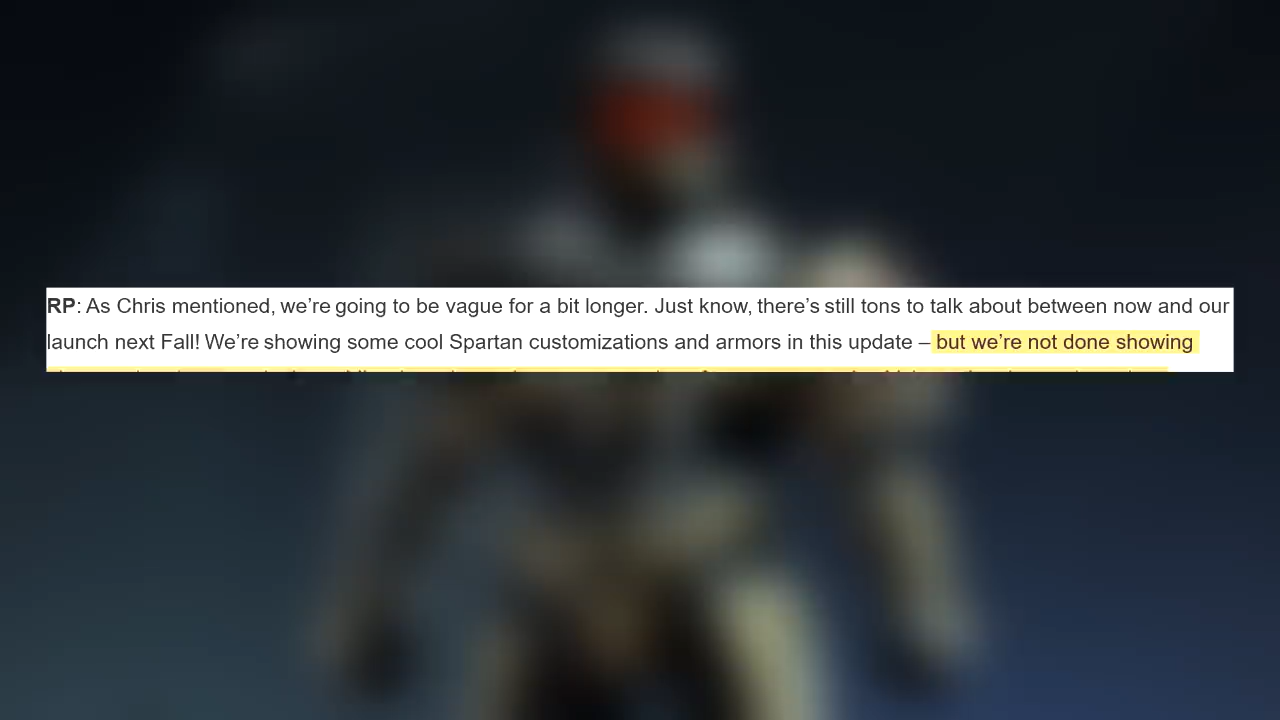 RP: As Chris mentioned, we’re going to be vague for a bit longer. Just know, there’s still tons to talk about between now and our
launch next Fall! We’re showing some cool Spartan customizations and armors in this update – but we’re not done showing